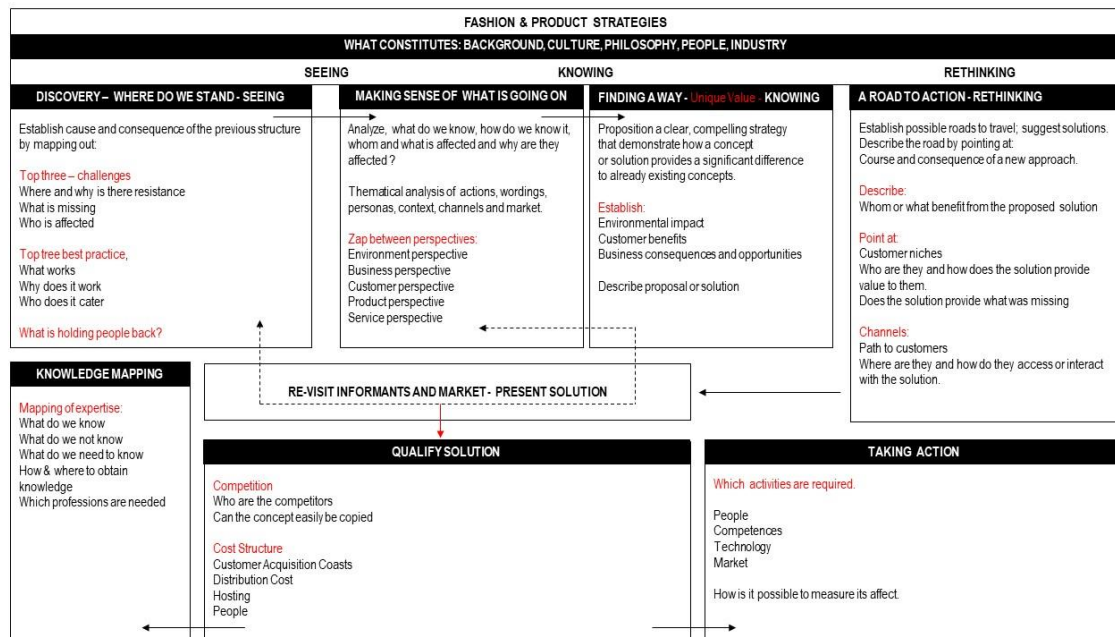 FASHION & PRODUCT STRATEGIES
WHAT CONSTITUTES: BACKGROUND, CULTURE, PHILOSOPHY, PEOPLE, INDUSTRY
SEEING
KNOWING
RETHINKING
DISCOVERY – WHERE DO WE STAND - SEEING
Establish cause and consequence of the previous structure
by mapping out:
Top three – challenges
Where and why is there resistance
What is missing
Who is affected
Top tree best practice,
What works
Why does it work
Who does it cater
What is holding people back?
MAKING SENSE OF WHAT IS GOING ON
Analyze, what do we know, how do we know it,
whom and what is affected and why are they
affected ?
Thematical analysis of actions, wordings,
personas, context, channels and market.
Zap between perspectives:
Environment perspective
Business perspective
Customer perspective
Product perspective
Service perspective
FINDING A WAY - Unique Value - KNOWING
Proposition a clear, compelling strategy
that demonstrate how a concept
or solution provides a significant difference
to already existing concepts.
Establish:
Environmental impact
Customer benefits
Business consequences and opportunities
Describe proposal or solution
A ROAD TO ACTION - RETHINKING
Establish possible roads to travel; suggest solutions.
Describe the road by pointing at:
Course and consequence of a new approach.
Describe:
Whom or what benefit from the proposed solution
Point at:
Customer niches
Who are they and how does the solution provide
value to them.
Does the solution provide what was missing
Channels:
Path to customers
Where are they and how do they access or interact
with the solution.
KNOWLEDGE MAPPING
Mapping of expertise:
What do we know
What do we not know
What do we need to know
How & where to obtain
knowledge
Which professions are needed
RE-VISIT INFORMANTS AND MARKET - PRESENT SOLUTION
QUALIFY SOLUTION
Competition
Who are the competitors
Can the concept easily be copied
Cost Structure
Customer Acquisition Coasts
Distribution Cost
Hosting
People
TAKING ACTION
Which activities are required.
People
Competences
Technology
Market
How is it possible to measure its affect.